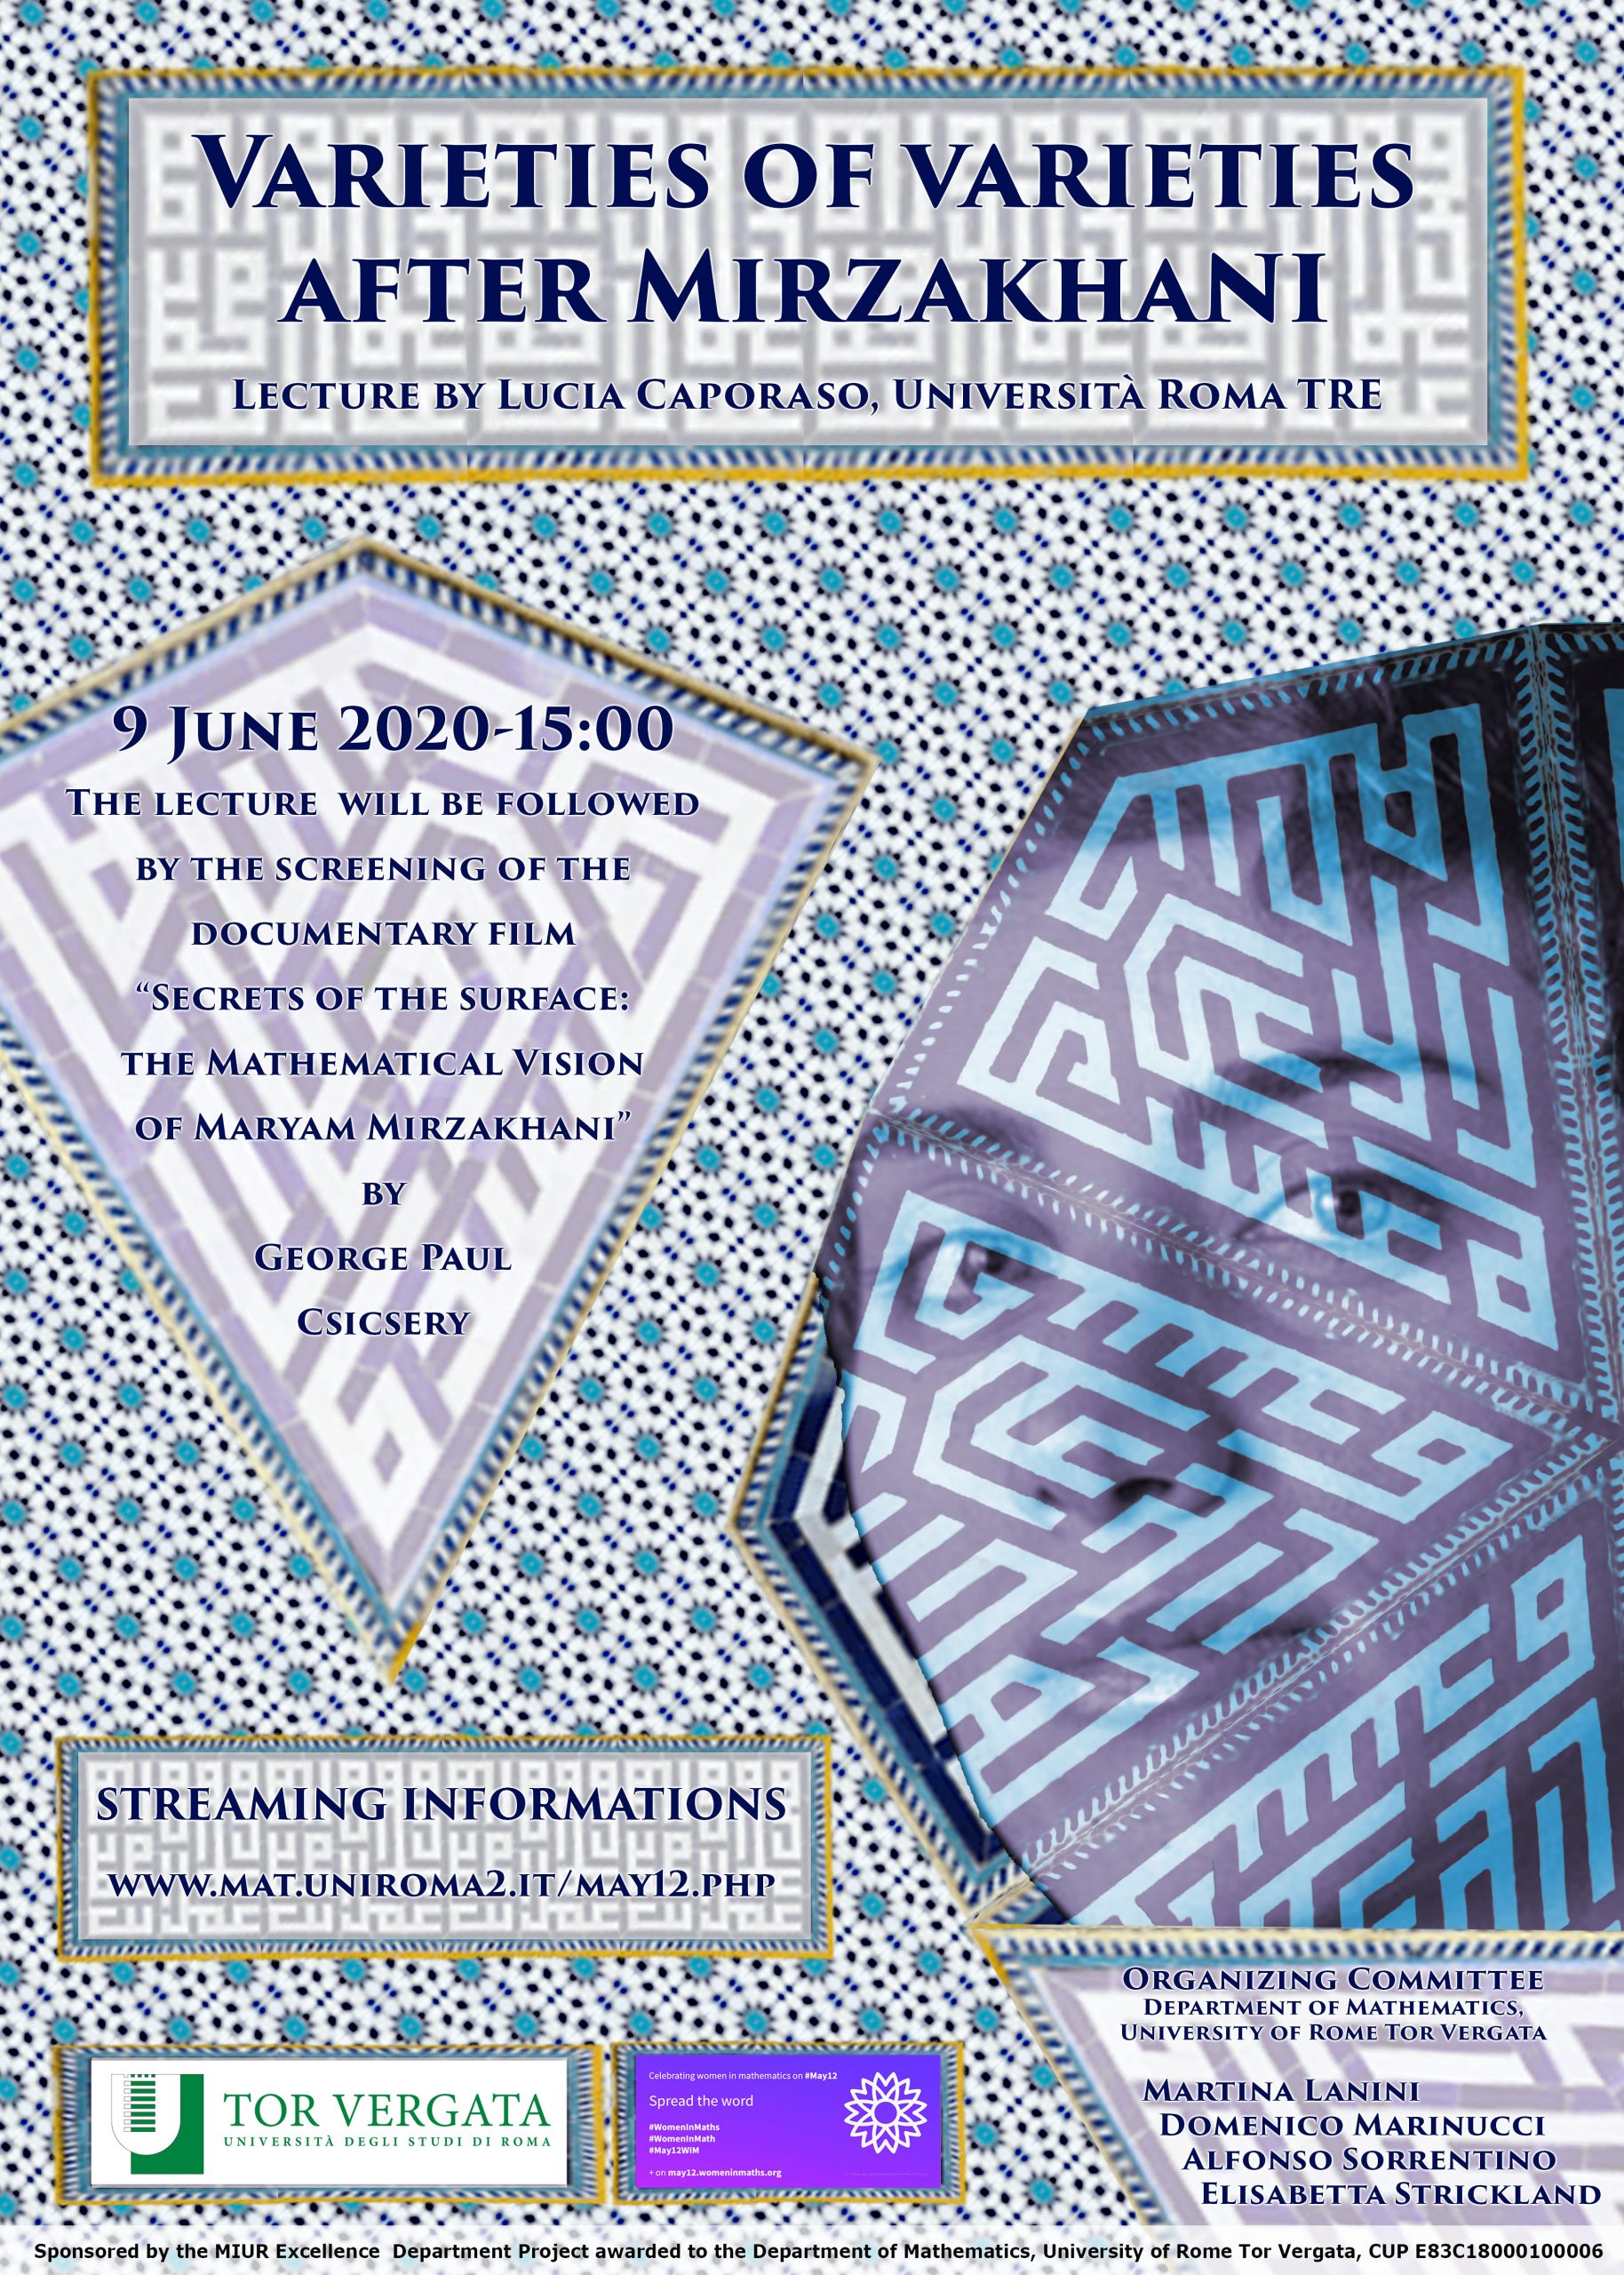 Varieties of varieties
after Mirzakhani
Lecture by Lucia Caporaso, Università Roma TRE
9 June 2020-15:00
The lecture will be followed
by the screening of the
documentary film
“Secrets of the surface:
the Mathematical Vision
of Maryam Mirzakhani”
by
George Paul
Csicsery
streaming informations
www.mat.uniroma2.it/may12.php
Organizing Committee
Department of Mathematics,
University of Rome Tor Vergata
Martina Lanini
Domenico Marinucci
Alfonso Sorrentino
Elisabetta Strickland
TOR VERGATA
UNIVERSITÀ DEGLI STUDI DI ROMA
Celebrating women in mathematics on #May12
Spread the word
#WomenInMaths
#WomenInMath
#May12WIM
+ on may12.womeninmaths.org
Sponsored by the MIUR Excellence Department Project awarded to the Department of Mathematics, University of Rome Tor Vergata, CUP E83C18000100006